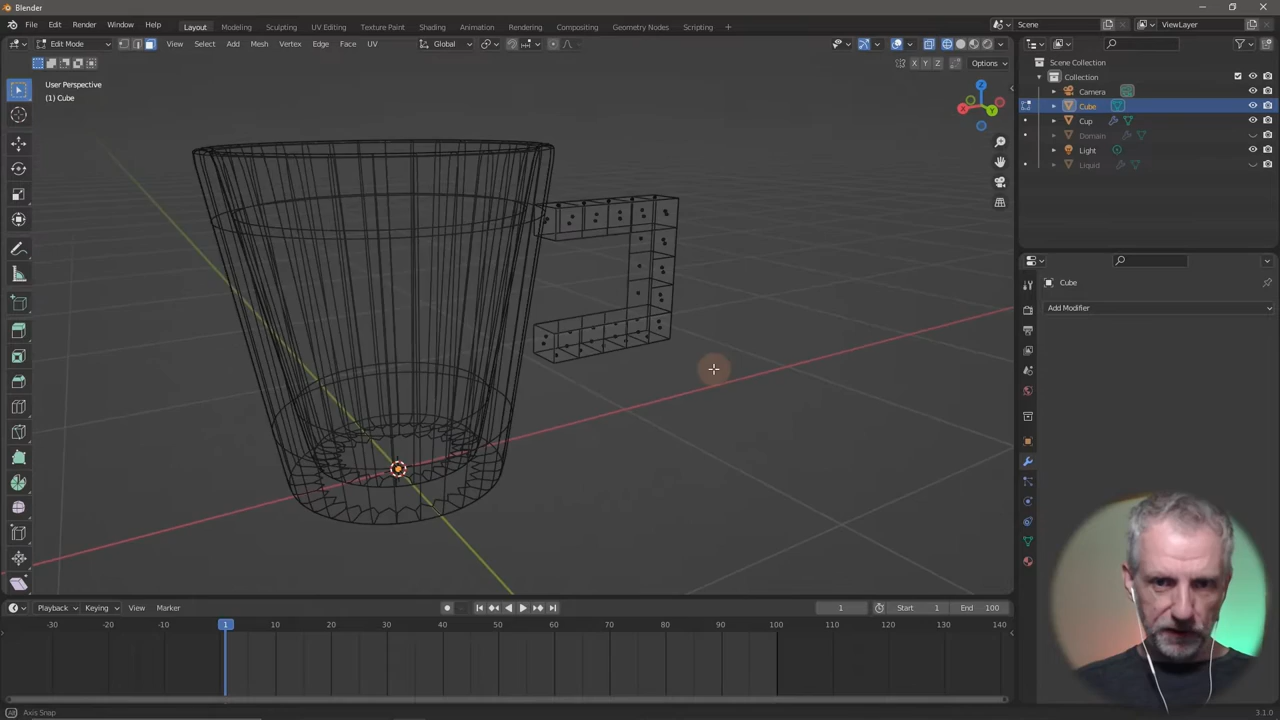 Blender
File Edit Render Window Help Layout Modeling Sculpting UV Editing Texture Paint Shading Animation Rendering Compositing Geometry Nodes Scripting + Scene ViewLayer
Edit Mode View Select Add Mesh Vertex Edge Face UV Global
X Y Z Options
User Perspective
(1) Cube
Z
X
Y
Scene Collection
Collection
Camera
Cube
Cup
Domain
Light
Liquid
Cube
Add Modifier
Playback Keying View Marker 1 Start 1 End 100
-30 -20 -10 1 10 20 30 40 50 60 70 80 90 100 110 120 130 140
Axis Snap 3.1.0